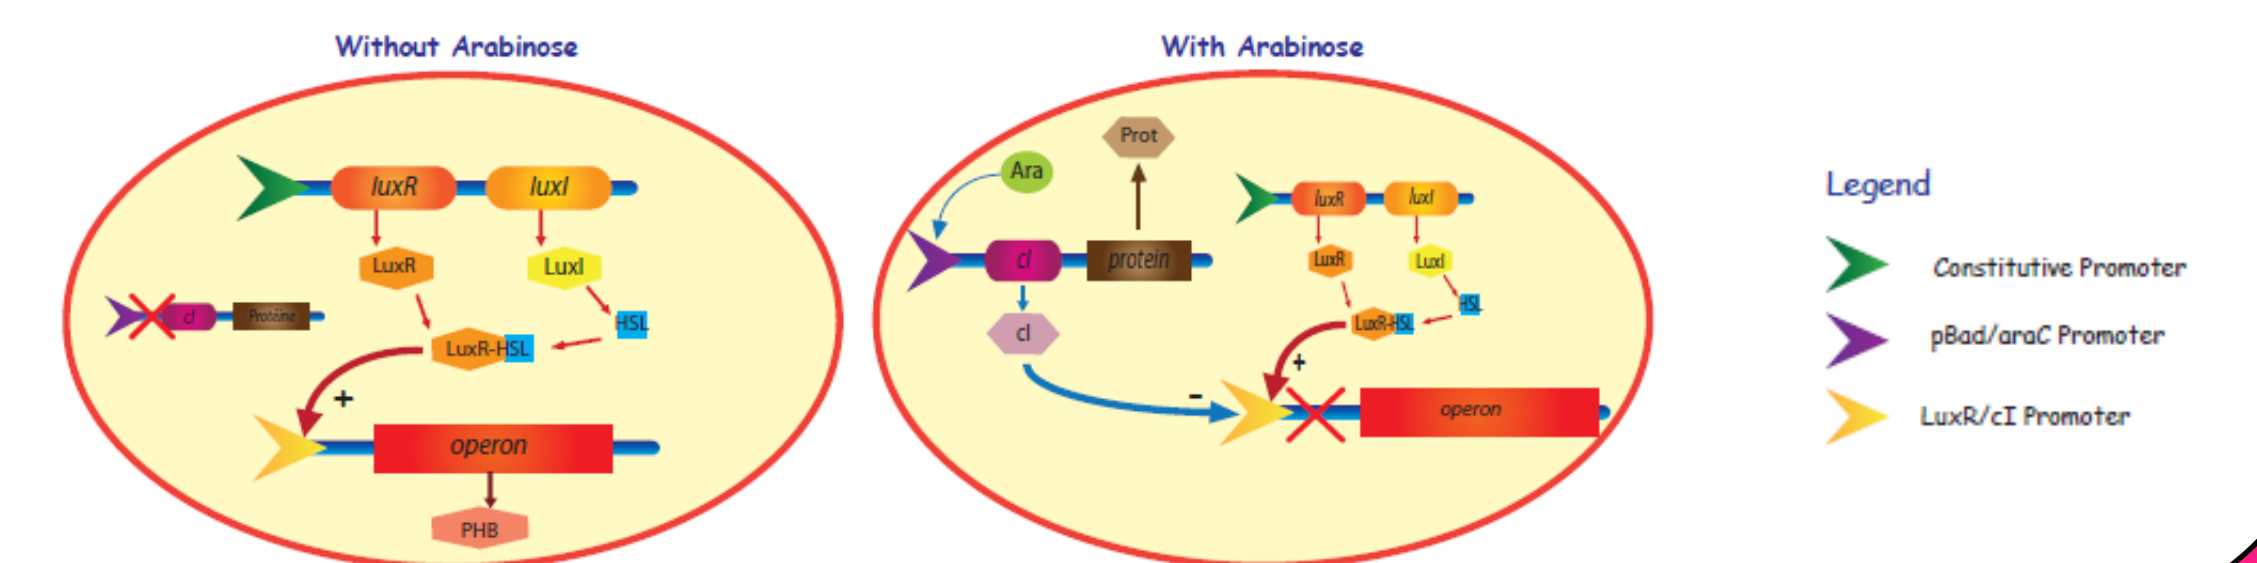 Without Arabinose
luxR
luxI
LuxR
LuxI
cI
Protéine
HSL
LuxR-HSL
+
operon
PHB
With Arabinose
Prot
Ara
luxR
luxI
cI
protein
LuxR
LuxI
HSL
cI
LuxR-HSL
+
-
operon
Legend
Constitutive Promoter
pBad/araC Promoter
LuxR/cI Promoter